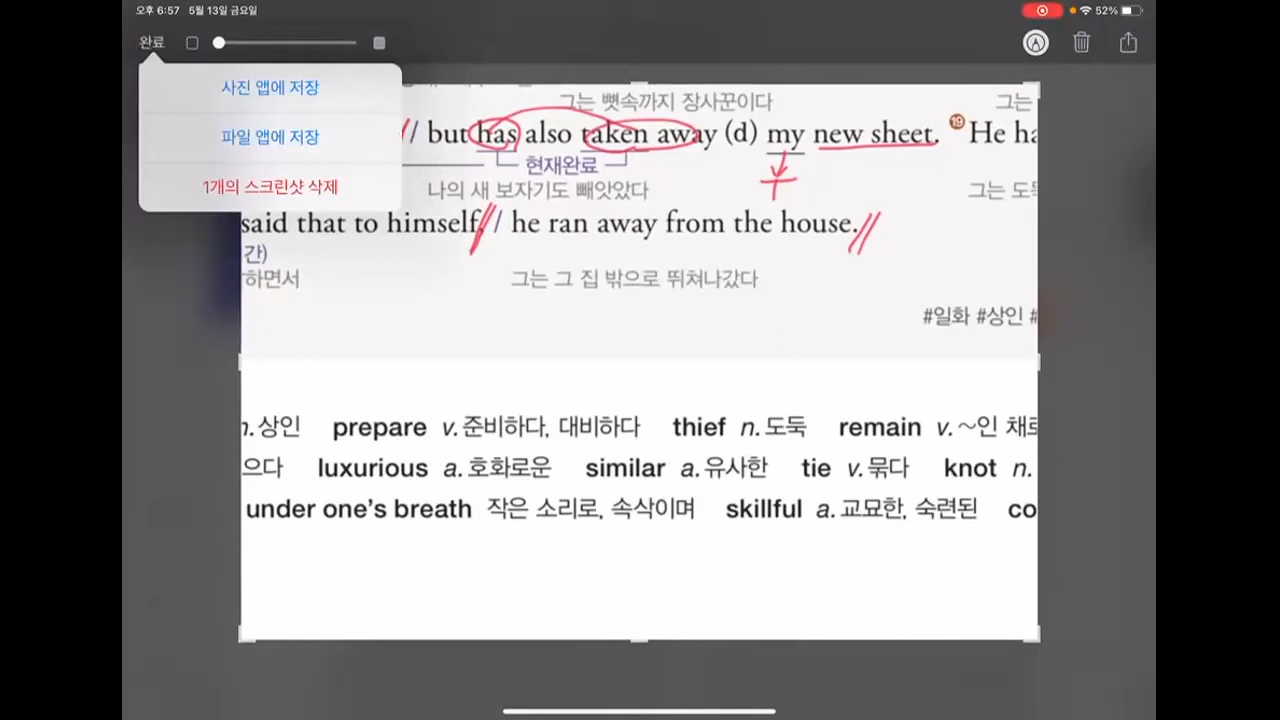 오후 6:57 5월 13일 금요일
52%
완료
사진 앱에 저장
파일 앱에 저장
1개의 스크린샷 삭제
그는 뼛속까지 장사꾼이다 그는
// but has also taken away (d) my new sheet. ⑲ He ha
현재완료
T
나의 새 보자기도 빼앗았다 그는 도둑
said that to himself, // he ran away from the house. //
간)
하면서 그는 그 집 밖으로 뛰쳐나갔다
#일화 #상인 #
n. 상인 prepare v. 준비하다, 대비하다 thief n. 도둑 remain v. ~인 채로
으다 luxurious a. 호화로운 similar a. 유사한 tie v. 묶다 knot n.
under one's breath 작은 소리로, 속삭이며 skillful a. 교묘한, 숙련된 co